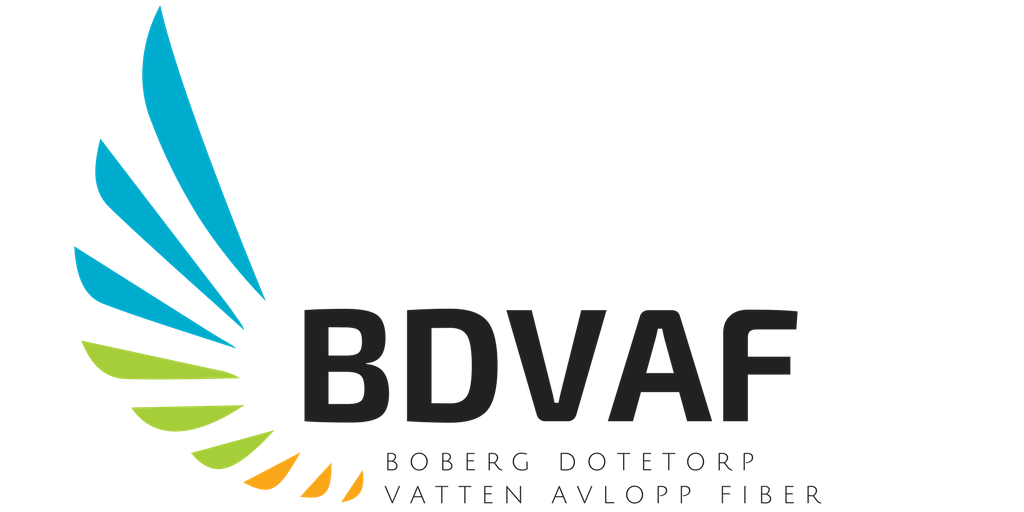 BDVAF
BOBERG DOTETORP
VATTEN AVLOPP FIBER